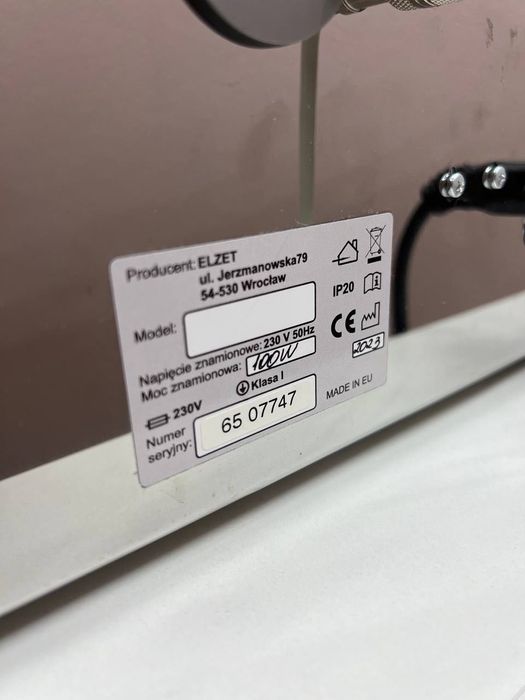 Producent: ELZET
ul. Jerzmanowska79
54-530 Wrocław
IP20
Model:
Napięcie znamionowe: 230 V 50Hz
Moc znamionowa: 100W
CE
2023
Klasa I
230V
MADE IN EU
Numer
seryjny: 65 07747